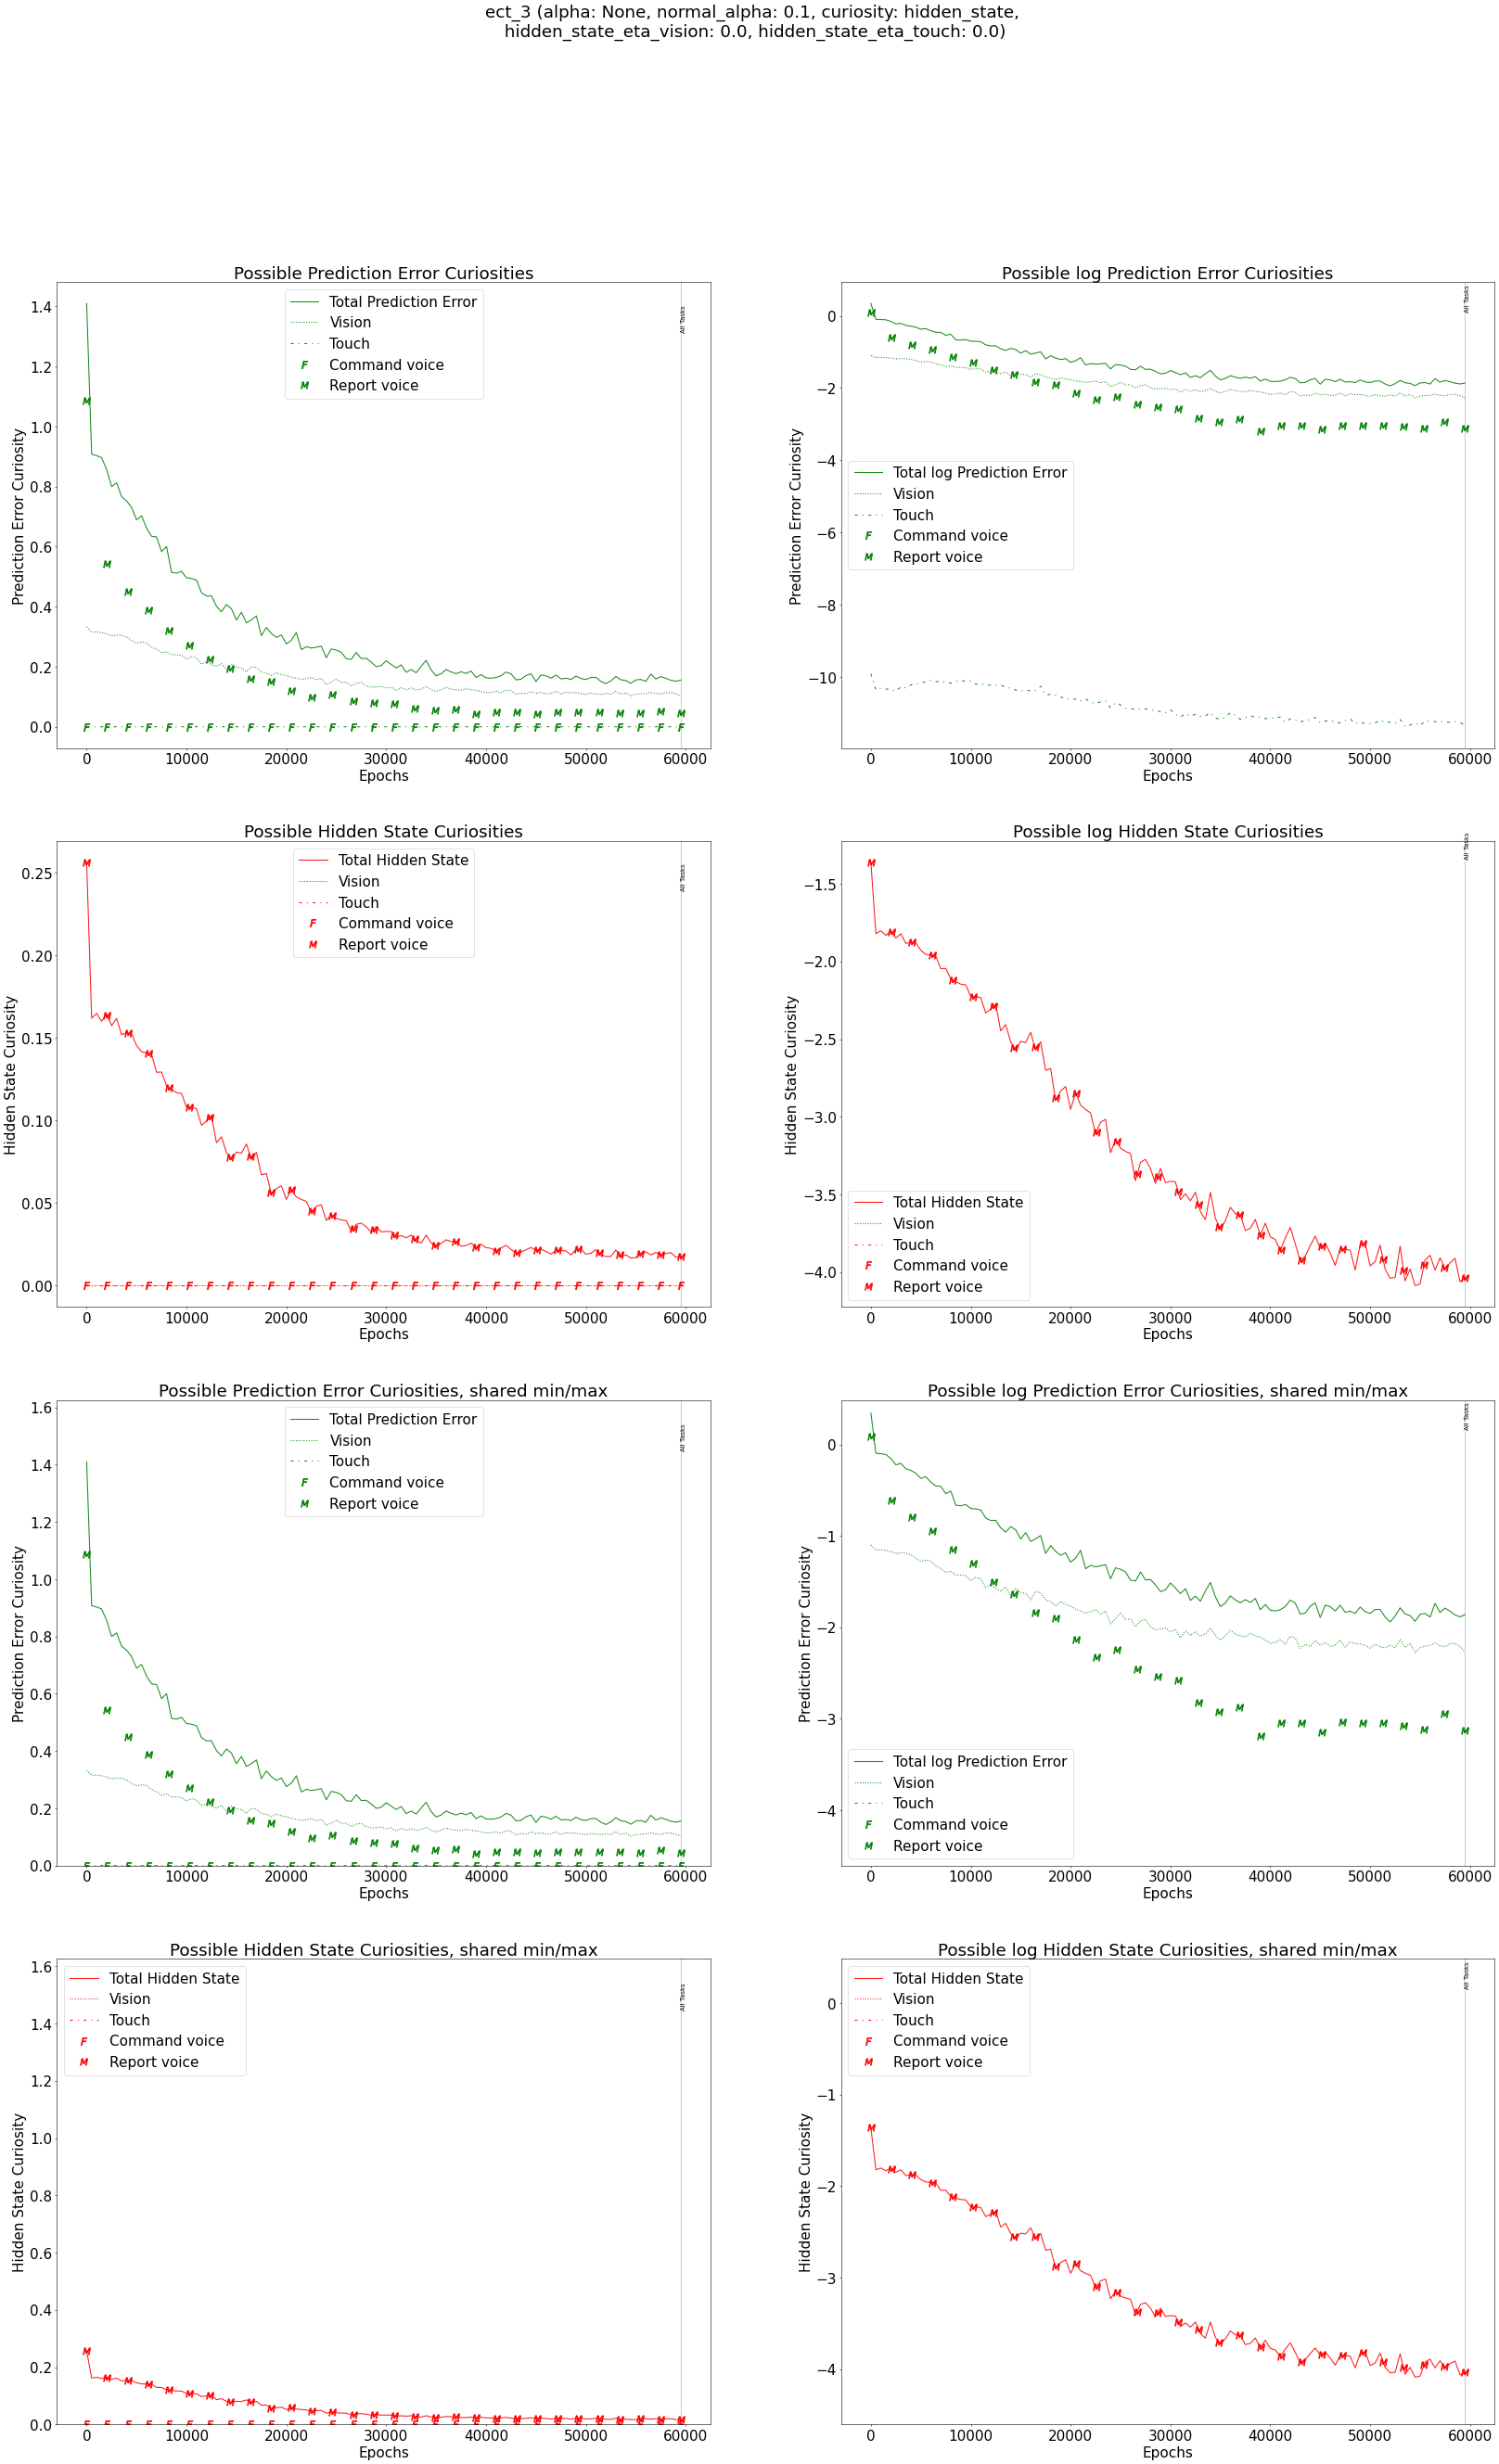 ect_3 (alpha: None, normal_alpha: 0.1, curiosity: hidden_state,
hidden_state_eta_vision: 0.0, hidden_state_eta_touch: 0.0)
Possible Prediction Error Curiosities
Prediction Error Curiosity
1.4
1.2
1.0
0.8
0.6
0.4
0.2
0.0
Total Prediction Error
Vision
Touch
F Command voice
M Report voice
All Tasks
0 10000 20000 30000 40000 50000 60000
Epochs
Possible log Prediction Error Curiosities
Prediction Error Curiosity
0
−2
−4
−6
−8
−10
Total log Prediction Error
Vision
Touch
F Command voice
M Report voice
All Tasks
0 10000 20000 30000 40000 50000 60000
Epochs
Possible Hidden State Curiosities
Hidden State Curiosity
0.25
0.20
0.15
0.10
0.05
0.00
Total Hidden State
Vision
Touch
F Command voice
M Report voice
All Tasks
0 10000 20000 30000 40000 50000 60000
Epochs
Possible log Hidden State Curiosities
Hidden State Curiosity
−1.5
−2.0
−2.5
−3.0
−3.5
−4.0
Total Hidden State
Vision
Touch
F Command voice
M Report voice
All Tasks
0 10000 20000 30000 40000 50000 60000
Epochs
Possible Prediction Error Curiosities, shared min/max
Prediction Error Curiosity
1.6
1.4
1.2
1.0
0.8
0.6
0.4
0.2
0.0
Total Prediction Error
Vision
Touch
F Command voice
M Report voice
All Tasks
0 10000 20000 30000 40000 50000 60000
Epochs
Possible log Prediction Error Curiosities, shared min/max
Prediction Error Curiosity
0
−1
−2
−3
−4
Total log Prediction Error
Vision
Touch
F Command voice
M Report voice
All Tasks
0 10000 20000 30000 40000 50000 60000
Epochs
Possible Hidden State Curiosities, shared min/max
Hidden State Curiosity
1.6
1.4
1.2
1.0
0.8
0.6
0.4
0.2
0.0
Total Hidden State
Vision
Touch
F Command voice
M Report voice
All Tasks
0 10000 20000 30000 40000 50000 60000
Epochs
Possible log Hidden State Curiosities, shared min/max
Hidden State Curiosity
0
−1
−2
−3
−4
Total Hidden State
Vision
Touch
F Command voice
M Report voice
All Tasks
0 10000 20000 30000 40000 50000 60000
Epochs